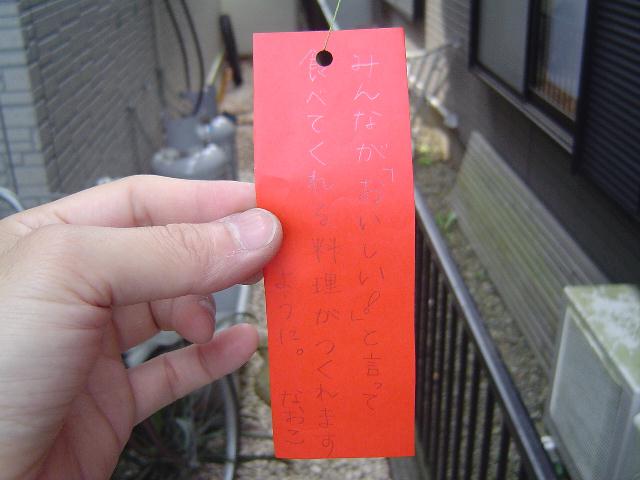 みんなが「おいしい!!」と言って
食べてくれる料理がつくれます
ように。 なおこ